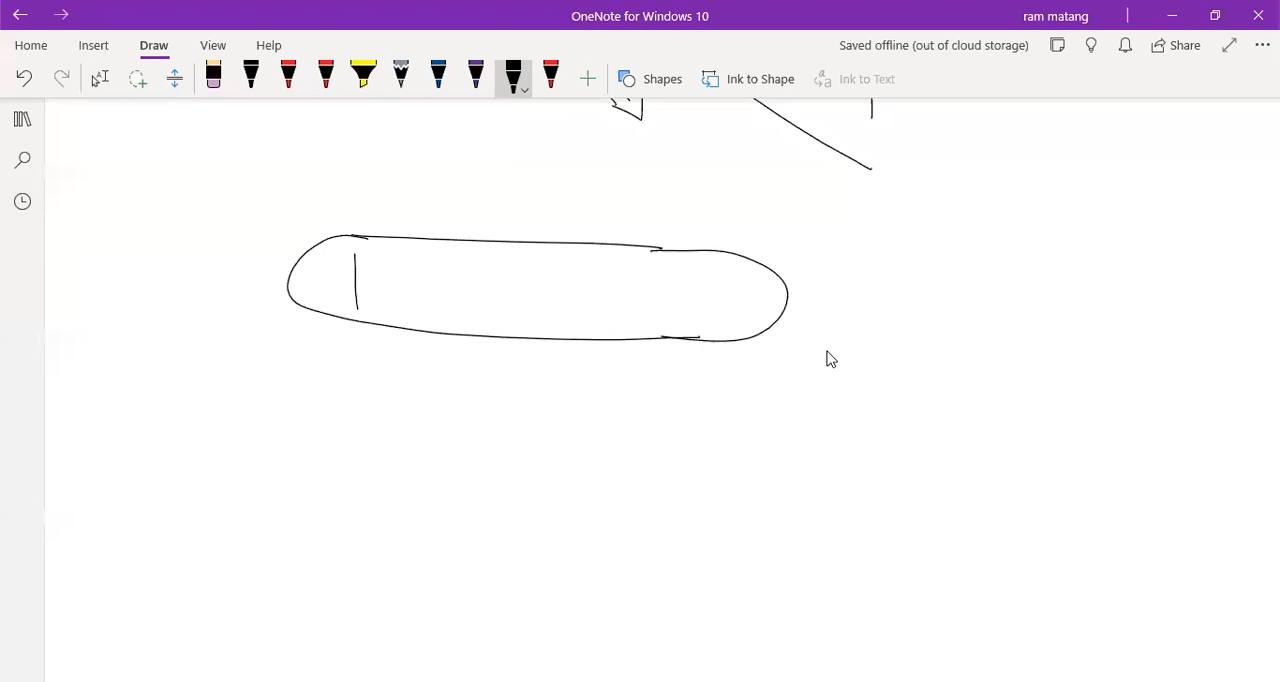 OneNote for Windows 10
ram matang
Home
Insert
Draw
View
Help
Saved offline (out of cloud storage)
Share
Shapes
Ink to Shape
Ink to Text